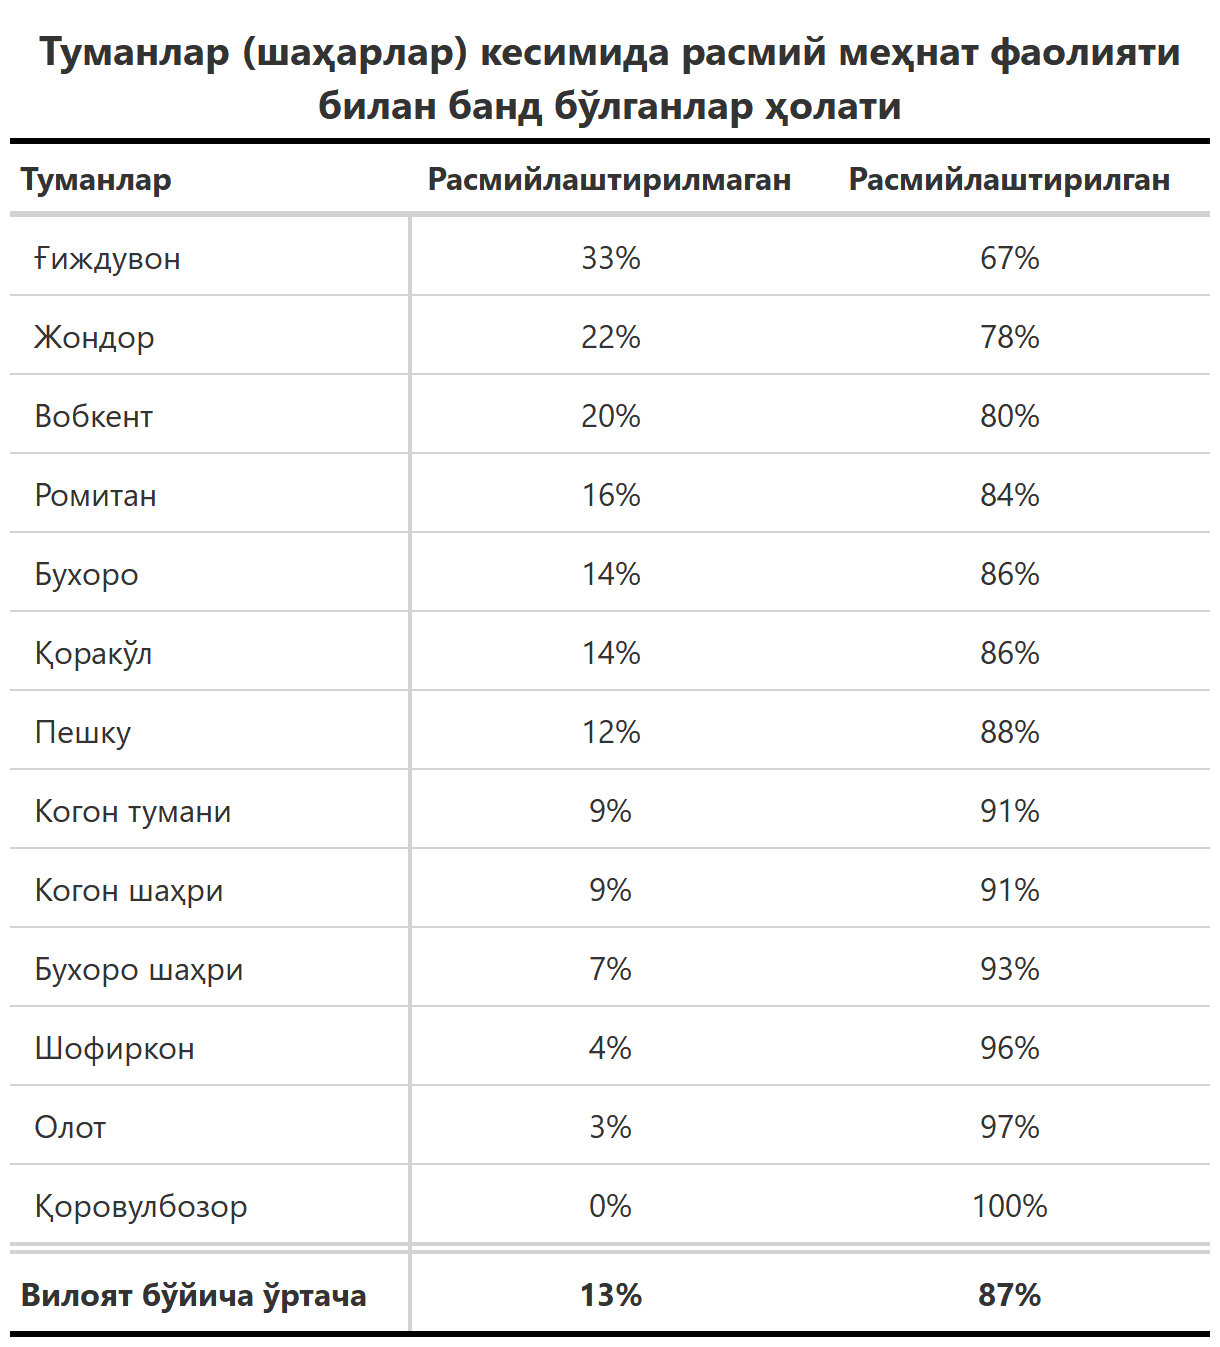 Туманлар (шаҳарлар) кесимида расмий меҳнат фаолияти
билан банд бўлганлар ҳолати
Туманлар Расмийлаштирилмаган Расмийлаштирилган
Ғиждувон 33% 67%
Жондор 22% 78%
Вобкент 20% 80%
Ромитан 16% 84%
Бухоро 14% 86%
Қоракўл 14% 86%
Пешку 12% 88%
Когон тумани 9% 91%
Когон шаҳри 9% 91%
Бухоро шаҳри 7% 93%
Шофиркон 4% 96%
Олот 3% 97%
Қоровулбозор 0% 100%
Вилоят бўйича ўртача 13% 87%